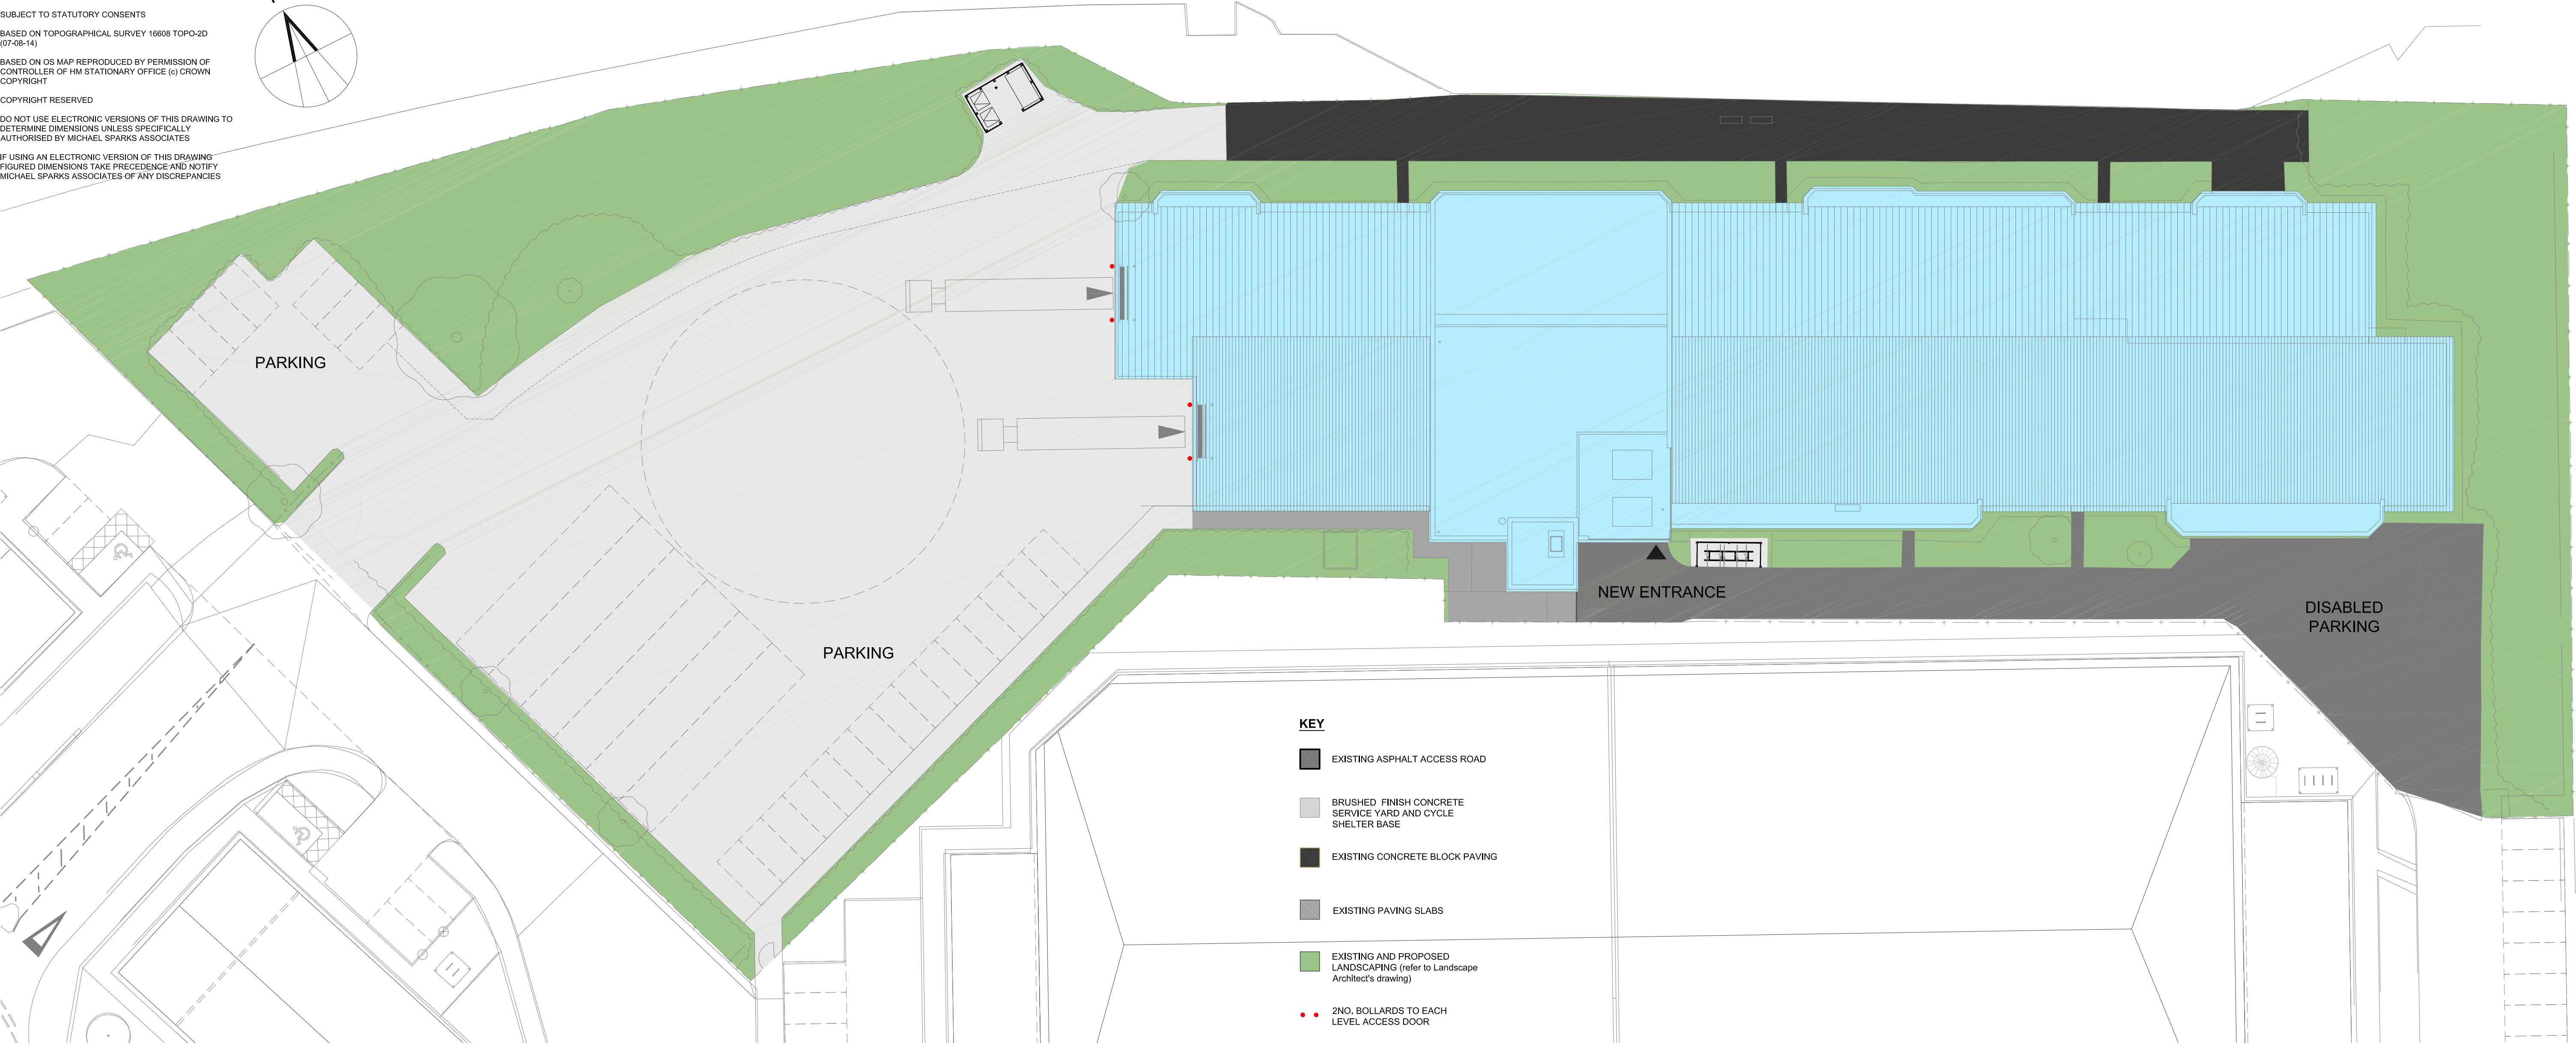 SUBJECT TO STATUTORY CONSENTS
BASED ON TOPOGRAPHICAL SURVEY 16608 TOPO-2D
(07-08-14)
BASED ON OS MAP REPRODUCED BY PERMISSION OF
CONTROLLER OF HM STATIONARY OFFICE (c) CROWN
COPYRIGHT
COPYRIGHT RESERVED
DO NOT USE ELECTRONIC VERSIONS OF THIS DRAWING TO
DETERMINE DIMENSIONS UNLESS SPECIFICALLY
AUTHORISED BY MICHAEL SPARKS ASSOCIATES
IF USING AN ELECTRONIC VERSION OF THIS DRAWING
FIGURED DIMENSIONS TAKE PRECEDENCE AND NOTIFY
MICHAEL SPARKS ASSOCIATES OF ANY DISCREPANCIES
PARKING
PARKING
NEW ENTRANCE
DISABLED
PARKING
KEY
EXISTING ASPHALT ACCESS ROAD
BRUSHED FINISH CONCRETE
SERVICE YARD AND CYCLE
SHELTER BASE
EXISTING CONCRETE BLOCK PAVING
EXISTING PAVING SLABS
EXISTING AND PROPOSED
LANDSCAPING (refer to Landscape
Architect's drawing)
2NO. BOLLARDS TO EACH
LEVEL ACCESS DOOR